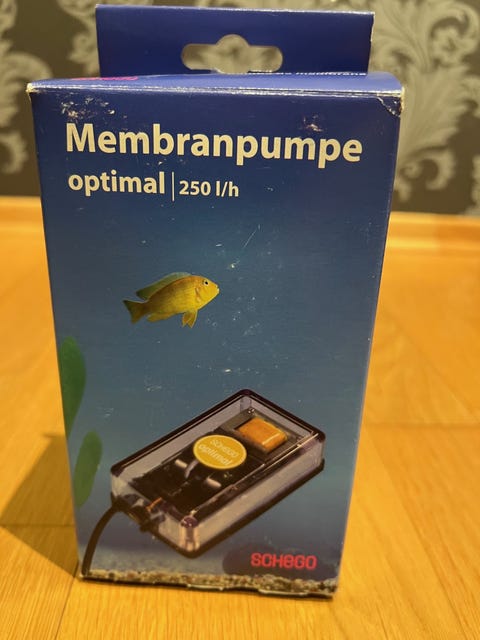 Membranpumpe
optimal | 250 l/h
SCHEGO
optimal
SCHEGO